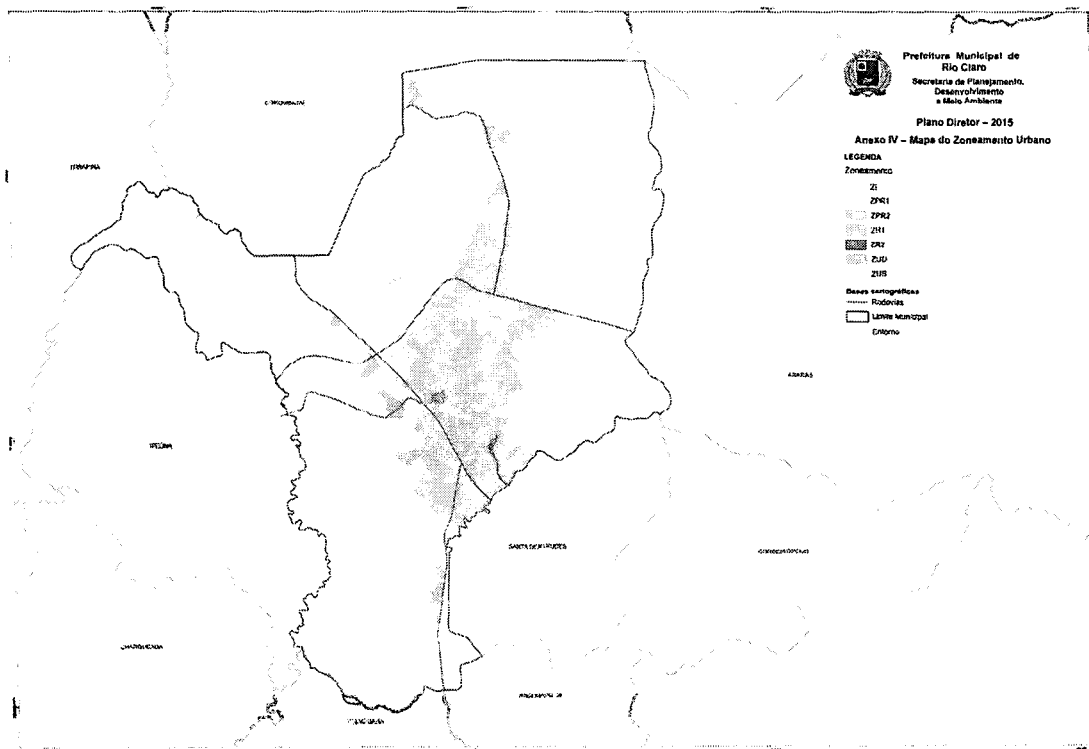 Prefeitura Municipal de
Rio Claro
Secretaria de Planejamento,
Desenvolvimento
e Meio Ambiente
Plano Diretor – 2015
Anexo IV – Mapa do Zoneamento Urbano
LEGENDA
Zoneamento
ZI
ZPR1
ZPR2
ZR1
ZR2
ZUD
ZUS
Bases cartográficas
Rodovias
Limite Municipal
Entorno
CORUMBATAÍ
ITIRAPINA
ARARAS
IPEÚNA
SANTA GERTRUDES
CORDEIRÓPOLIS
CHARQUEADA